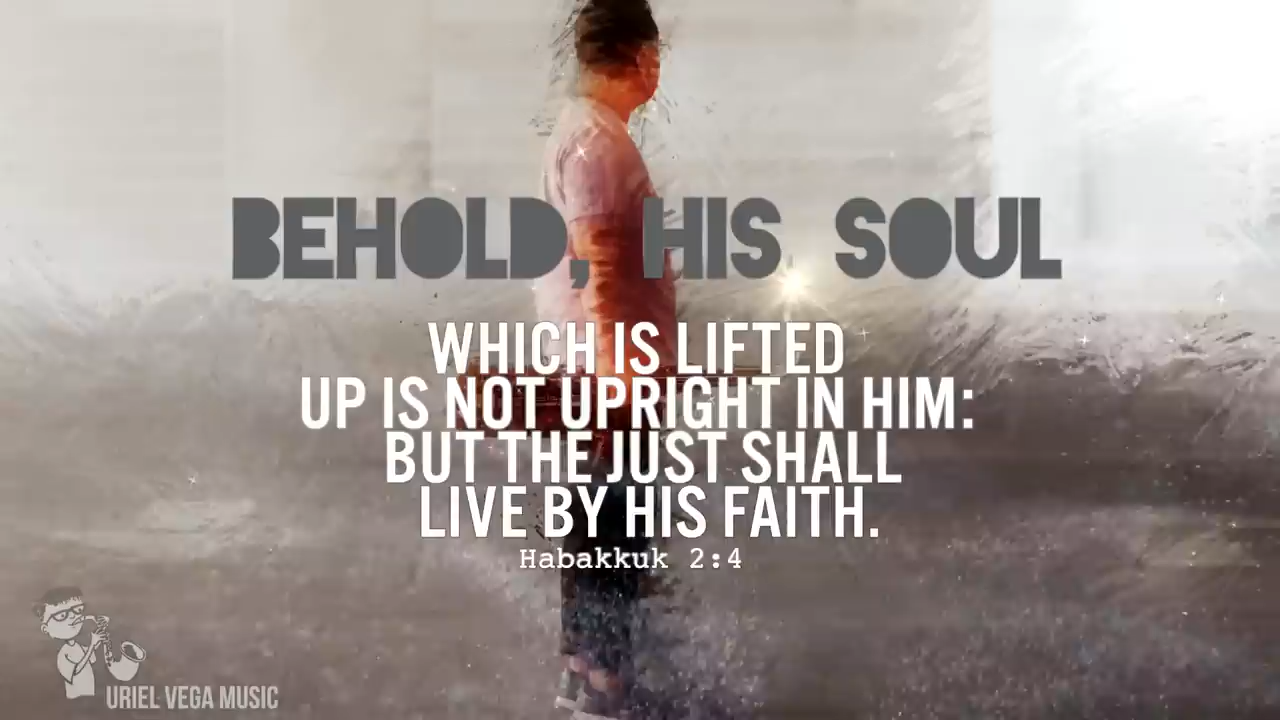 BEHOLD, HIS SOUL
WHICH IS LIFTED
UP IS NOT UPRIGHT IN HIM:
BUT THE JUST SHALL
LIVE BY HIS FAITH.
Habakkuk 2:4
URIEL VEGA MUSIC